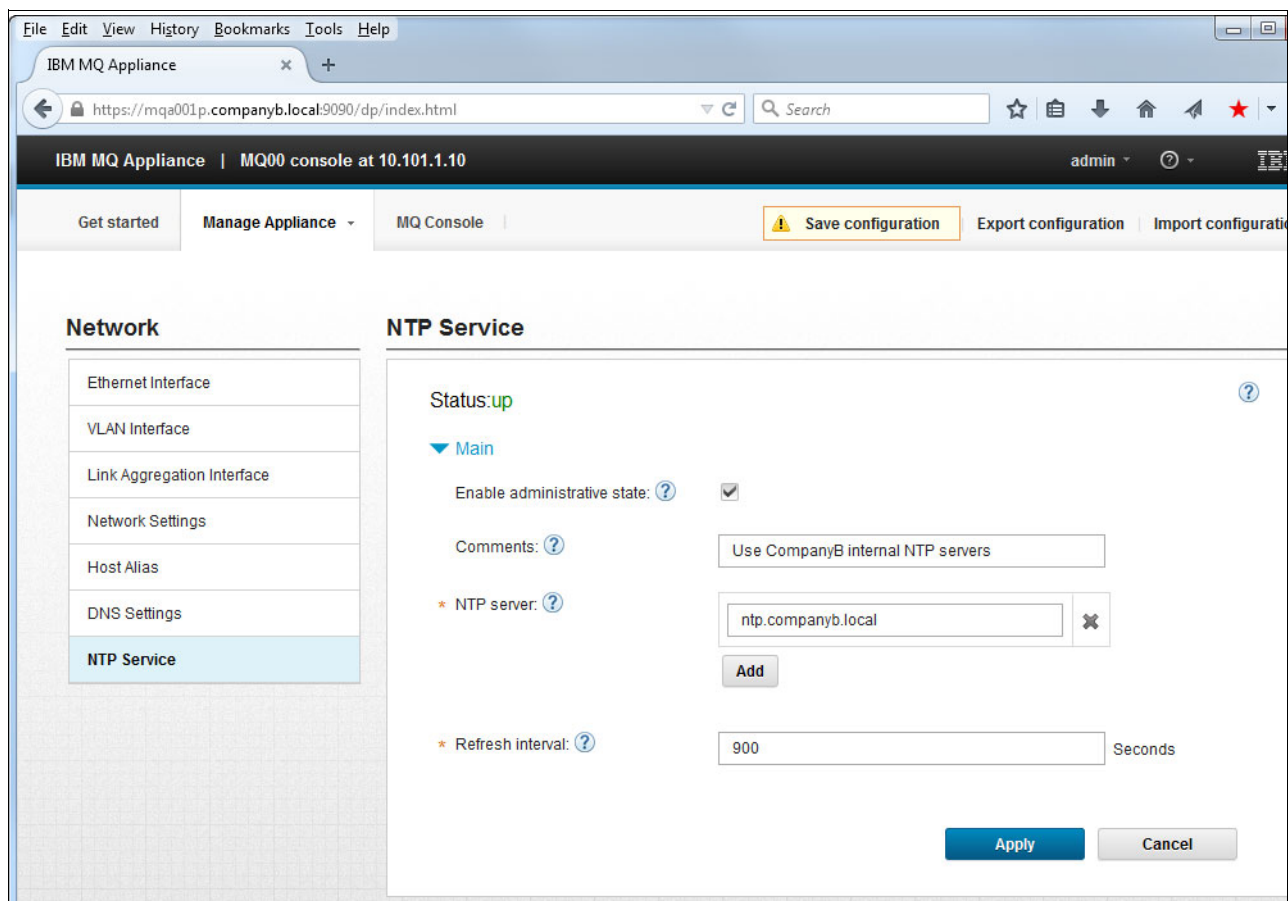 File Edit View History Bookmarks Tools Help
IBM MQ Appliance
https://mqa001p.companyb.local:9090/dp/index.html Search
IBM MQ Appliance | MQ00 console at 10.101.1.10 admin IBM
Get started Manage Appliance MQ Console Save configuration Export configuration Import configuratio
Network
Ethernet Interface
VLAN Interface
Link Aggregation Interface
Network Settings
Host Alias
DNS Settings
NTP Service
NTP Service
Status:up
Main
Enable administrative state:
Comments: Use CompanyB internal NTP servers
* NTP server: ntp.companyb.local
Add
* Refresh interval: 900 Seconds
Apply Cancel